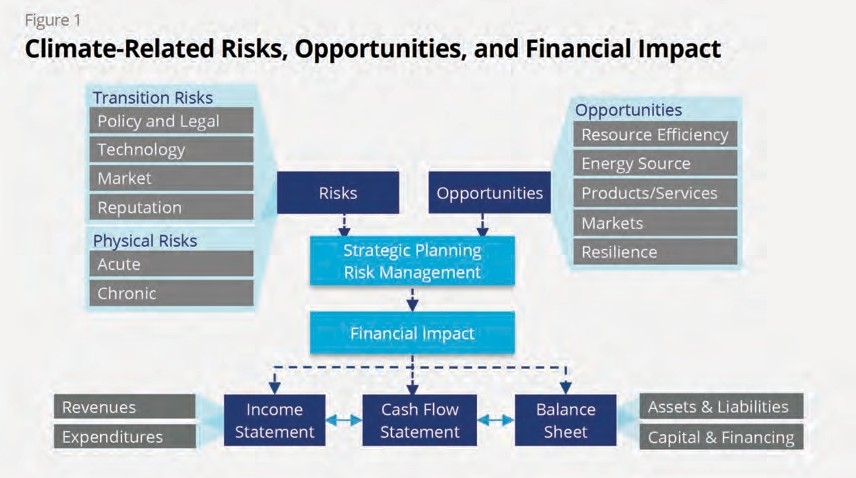 Figure 1
Climate-Related Risks, Opportunities, and Financial Impact
Transition Risks
Policy and Legal
Technology
Market
Reputation
Physical Risks
Acute
Chronic
Risks
Opportunities
Opportunities
Resource Efficiency
Energy Source
Products/Services
Markets
Resilience
Strategic Planning
Risk Management
Financial Impact
Revenues
Expenditures
Income
Statement
Cash Flow
Statement
Balance
Sheet
Assets & Liabilities
Capital & Financing